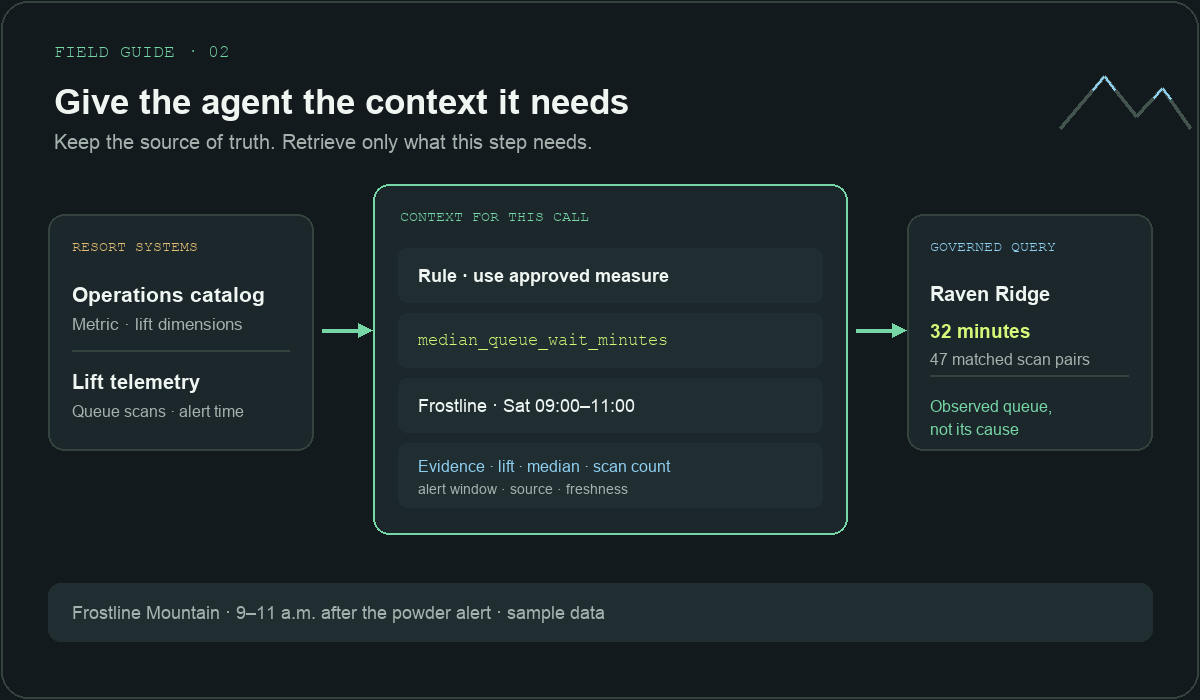 FIELD GUIDE · 02
Give the agent the context it needs
Keep the source of truth. Retrieve only what this step needs.
RESORT SYSTEMS
Operations catalog
Metric · lift dimensions
Lift telemetry
Queue scans · alert time
CONTEXT FOR THIS CALL
Rule · use approved measure
median_queue_wait_minutes
Frostline · Sat 09:00–11:00
Evidence · lift · median · scan count
alert window · source · freshness
GOVERNED QUERY
Raven Ridge
32 minutes
47 matched scan pairs
Observed queue,
not its cause
Frostline Mountain · 9–11 a.m. after the powder alert · sample data